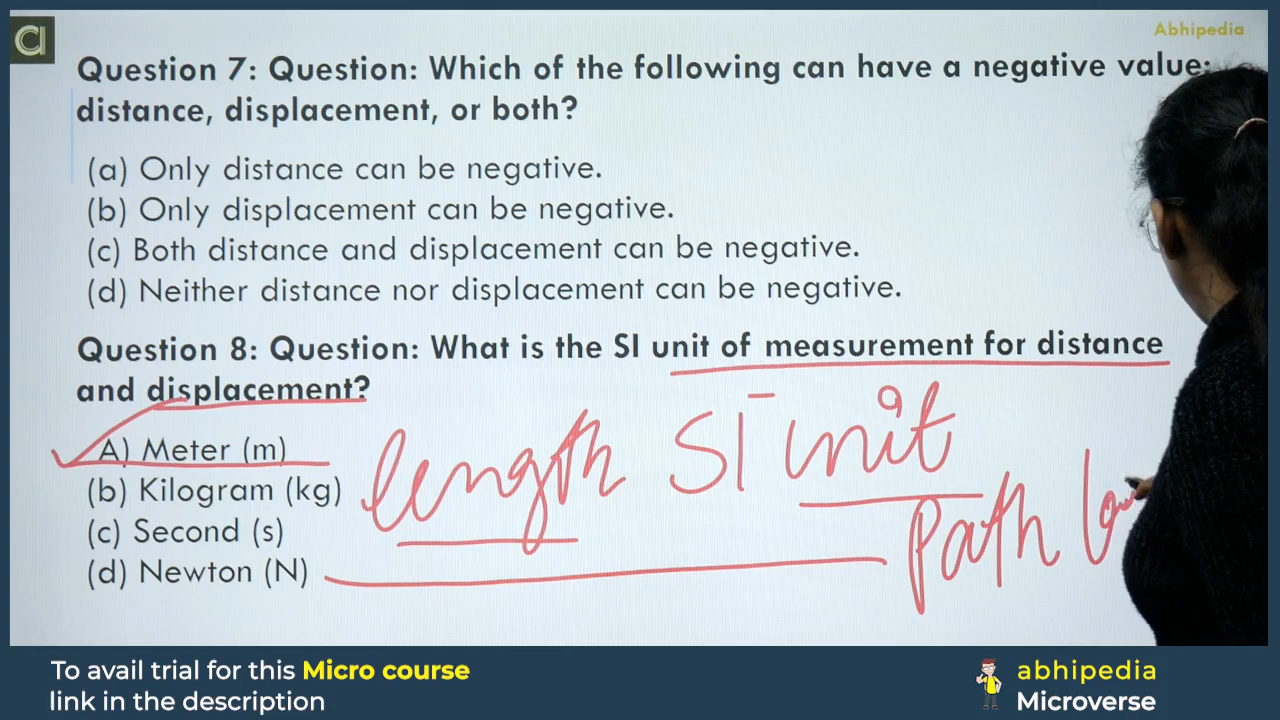 Abhipedia
Question 7: Question: Which of the following can have a negative value:
distance, displacement, or both?
(a) Only distance can be negative.
(b) Only displacement can be negative.
(c) Both distance and displacement can be negative.
(d) Neither distance nor displacement can be negative.
Question 8: Question: What is the SI unit of measurement for distance
and displacement?
A) Meter (m)
(b) Kilogram (kg)
(c) Second (s)
(d) Newton (N)
length SI unit
path
To avail trial for this Micro course
link in the description
abhipedia
Microverse